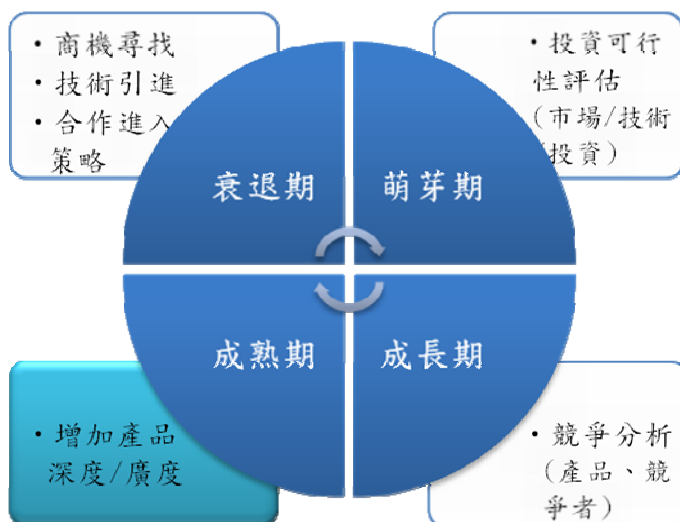 ・商機尋找
・技術引進
・合作進入
策略
・投資可行
性評估
(市場/技術
/投資)
衰退期
萌芽期
成熟期
成長期
・增加產品
深度/廣度
・競爭分析
(產品、競
爭者)